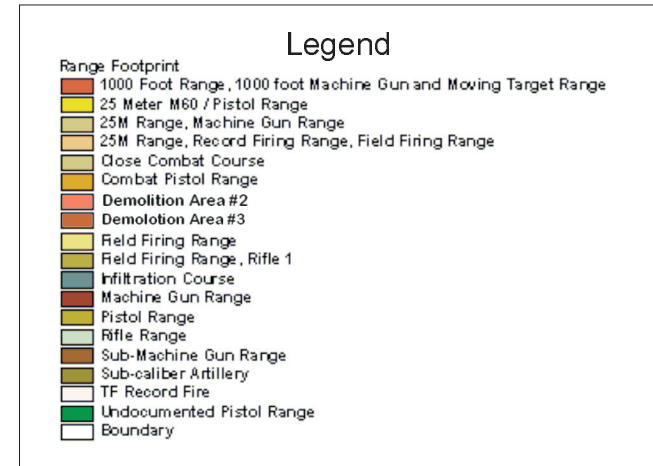 Legend
Range Footprint
1000 Foot Range, 1000 foot Machine Gun and Moving Target Range
25 Meter M60 / Pistol Range
25M Range, Machine Gun Range
25M Range, Record Firing Range, Field Firing Range
Close Combat Course
Combat Pistol Range
Demolition Area #2
Demolotion Area #3
Field Firing Range
Field Firing Range, Rifle 1
Infiltration Course
Machine Gun Range
Pistol Range
Rifle Range
Sub-Machine Gun Range
Sub-caliber Artillery
TF Record Fire
Undocumented Pistol Range
Boundary